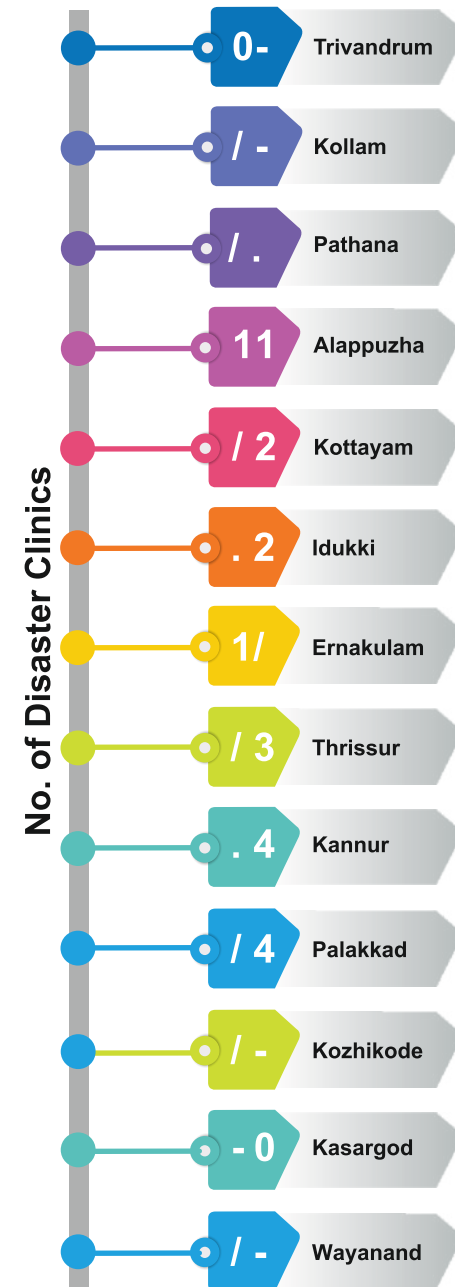 No. of Disaster Clinics
0- Trivandrum
/ - Kollam
/ . Pathana
11 Alappuzha
/ 2 Kottayam
. 2 Idukki
1/ Ernakulam
/ 3 Thrissur
. 4 Kannur
/ 4 Palakkad
/ - Kozhikode
- 0 Kasargod
/ - Wayanand